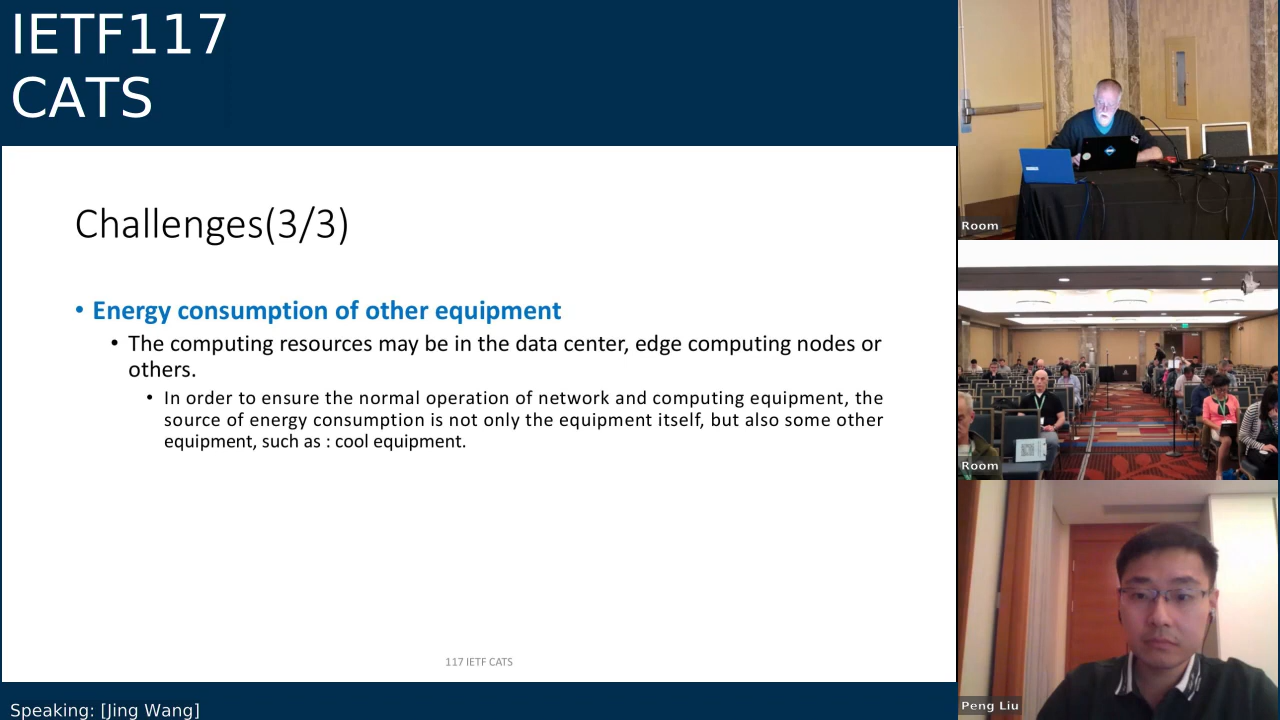 IETF117
CATS
Challenges(3/3)
• Energy consumption of other equipment
• The computing resources may be in the data center, edge computing nodes or
others.
• In order to ensure the normal operation of network and computing equipment, the
source of energy consumption is not only the equipment itself, but also some other
equipment, such as : cool equipment.
117 IETF CATS
Speaking: [Jing Wang]
Room
Room
Peng Liu